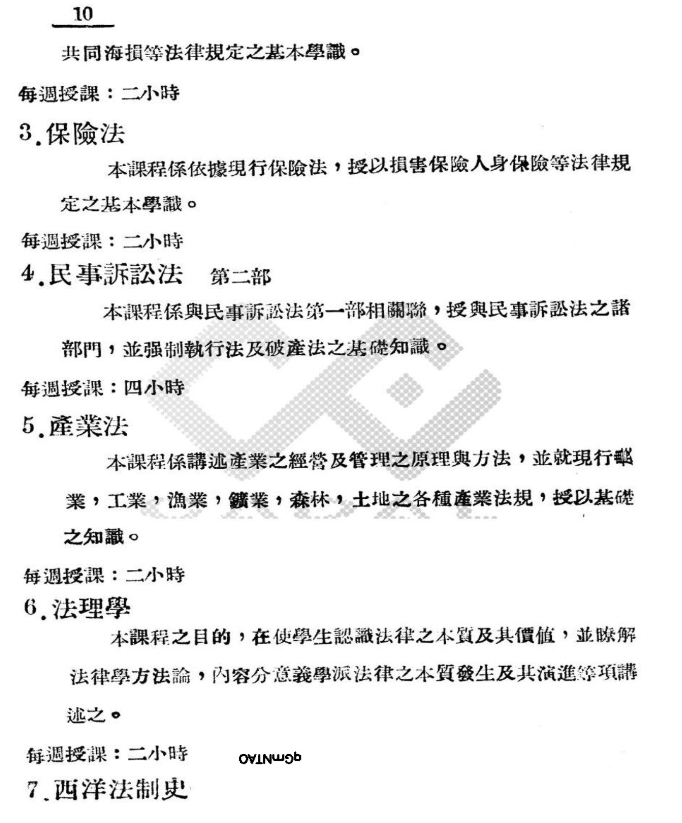 10
共同海損等法律規定之基本學識。
每週授課：二小時
3.保險法
本課程係依據現行保險法，授以損害保險人身保險等法律規
定之基本學識。
每週授課：二小時
4.民事訴訟法 第二部
本課程係與民事訴訟法第一部相關聯，授與民事訴訟法之諸
部門，並强制執行法及破產法之基礎知識。
每週授課：四小時
5.產業法
本課程係講述產業之經營及管理之原理與方法，並就現行
業，工業，漁業，鑛業，森林，土地之各種產業法規，授以基礎
之知識。
每週授課：二小時
6.法理學
本課程之目的，在使學生認識法律之本質及其價值，並瞭解
法律學方法論，內容分意義學派法律之本質發生及其演進等項講
述之。
每週授課：二小時
qGmNTAO
7.西洋法制史